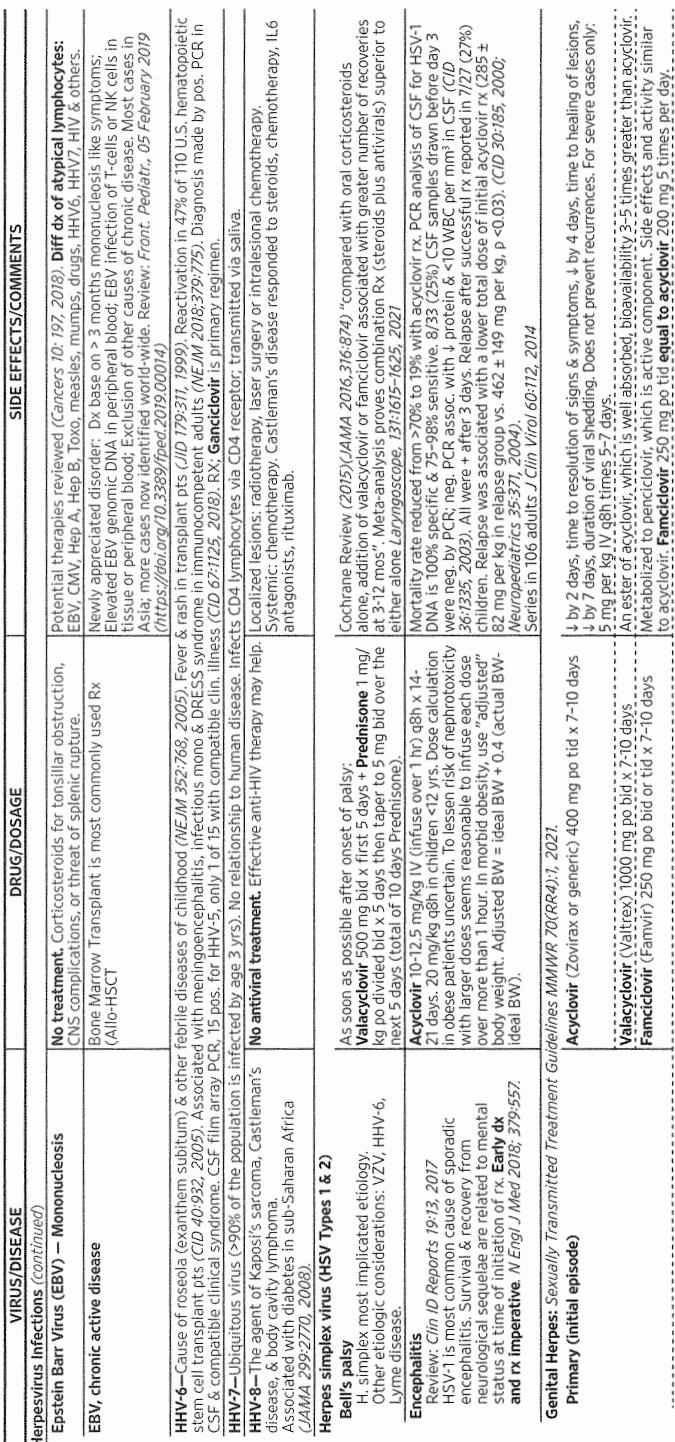 VIRUS/DISEASE
DRUG/DOSAGE
SIDE EFFECTS/COMMENTS
Herpesvirus Infections (continued)
Epstein Barr Virus (EBV) — Mononucleosis
No treatment. Corticosteroids for tonsillar obstruction,
CNS complications, or threat of splenic rupture.
Potential therapies reviewed (Cancers 10: 197, 2018). Diff dx of atypical lymphocytes:
EBV, CMV, Hep A, Hep B, Toxo, measles, mumps, drugs, HHV6, HHV7, HIV & others.
EBV, chronic active disease
Bone Marrow Transplant is most commonly used Rx
(Allo-HSCT
Newly appreciated disorder; Dx base on > 3 months mononucleosis like symptoms;
Elevated EBV genomic DNA in peripheral blood; EBV infection of T-cells or NK cells in
tissue or peripheral blood; Exclusion of other causes of chronic disease. Most cases in
Asia; more cases now identified world-wide. Review: Front. Pediatr., 05 February 2019
(https://doi.org/10.3389/fped.2019.00014)
HHV-6—Cause of roseola (exanthem subitum) & other febrile diseases of childhood (NEJM 352:768, 2005). Fever & rash in transplant pts (JID 179:311, 1999). Reactivation in 47% of 110 U.S. hematopoietic
stem cell transplant pts (CID 40:932, 2005). Associated with meningoencephalitis, infectious mono & DRESS syndrome in immunocompetent adults (NEJM 2018;379:775). Diagnosis made by pos. PCR in
CSF & compatible clinical syndrome. CSF film array PCR, 15 pos. for HHV-5, only 1 of 15 with compatible clin. illness (CID 67:1125, 2018). RX; Ganciclovir is primary regimen.
HHV-7—Ubiquitous virus (>90% of the population is infected by age 3 yrs). No relationship to human disease. Infects CD4 lymphocytes via CD4 receptor; transmitted via saliva.
HHV-8—The agent of Kaposi's sarcoma, Castleman's
disease, & body cavity lymphoma.
Associated with diabetes in sub-Saharan Africa
(JAMA 299:2770, 2008).
No antiviral treatment. Effective anti-HIV therapy may help.
Localized lesions: radiotherapy, laser surgery or intralesional chemotherapy.
Systemic: chemotherapy. Castleman's disease responded to steroids, chemotherapy, IL6
antagonists, rituximab.
Herpes simplex virus (HSV Types 1 & 2)
Bell's palsy
H. simplex most implicated etiology.
Other etiologic considerations: VZV, HHV-6,
Lyme disease.
As soon as possible after onset of palsy:
Valacyclovir 500 mg bid x first 5 days + Prednisone 1 mg/
kg po divided bid x 5 days then taper to 5 mg bid over the
next 5 days (total of 10 days Prednisone).
Cochrane Review (2015)(JAMA 2016,316:874) "compared with oral corticosteroids
alone, addition of valacyclovir or famciclovir associated with greater number of recoveries
at 3-12 mos". Meta-analysis proves combination Rx (steroids plus antivirals) superior to
either alone Laryngoscope, 131:1615-1625, 2021
Encephalitis
Review: Clin ID Reports 19:13, 2017
HSV-1 is most common cause of sporadic
encephalitis. Survival & recovery from
neurological sequelae are related to mental
status at time of initiation of rx. Early dx
and rx imperative. N Engl J Med 2018; 379:557.
Acyclovir 10-12.5 mg/kg IV (infuse over 1 hr) q8h x 14-
21 days. 20 mg/kg q8h in children <12 yrs. Dose calculation
in obese patients uncertain. To lessen risk of nephrotoxicity
with larger doses seems reasonable to infuse each dose
over more than 1 hour. In morbid obesity, use "adjusted"
body weight. Adjusted BW = ideal BW + 0.4 (actual BW-
ideal BW).
Mortality rate reduced from >70% to 19% with acyclovir rx. PCR analysis of CSF for HSV-1
DNA is 100% specific & 75–98% sensitive. 8/33 (25%) CSF samples drawn before day 3
were neg. by PCR; neg. PCR assoc. with ↓ protein & <10 WBC per mm³ in CSF (CID
36:1335, 2003). All were + after 3 days. Relapse after successful rx reported in 7/27 (27%)
children. Relapse was associated with a lower total dose of initial acyclovir rx (285 ±
82 mg per kg in relapse group vs. 462 ± 149 mg per kg, p <0.03). (CID 30:185, 2000;
Neuropediatrics 35:371, 2004).
Series in 106 adults J Clin Virol 60:112, 2014
Genital Herpes: Sexually Transmitted Treatment Guidelines MMWR 70(RR4):1, 2021.
Primary (initial episode)
Acyclovir (Zovirax or generic) 400 mg po tid x 7–10 days
↓ by 2 days, time to resolution of signs & symptoms, ↓ by 4 days, time to healing of lesions,
↓ by 7 days, duration of viral shedding. Does not prevent recurrences. For severe cases only:
5 mg per kg IV q8h times 5–7 days.
Valacyclovir (Valtrex) 1000 mg po bid x 7-10 days
An ester of acyclovir, which is well absorbed, bioavailability 3–5 times greater than acyclovir.
Famciclovir (Famvir) 250 mg po bid or tid x 7–10 days
Metabolized to penciclovir, which is active component. Side effects and activity similar
to acyclovir. Famciclovir 250 mg po tid equal to acyclovir 200 mg 5 times per day.